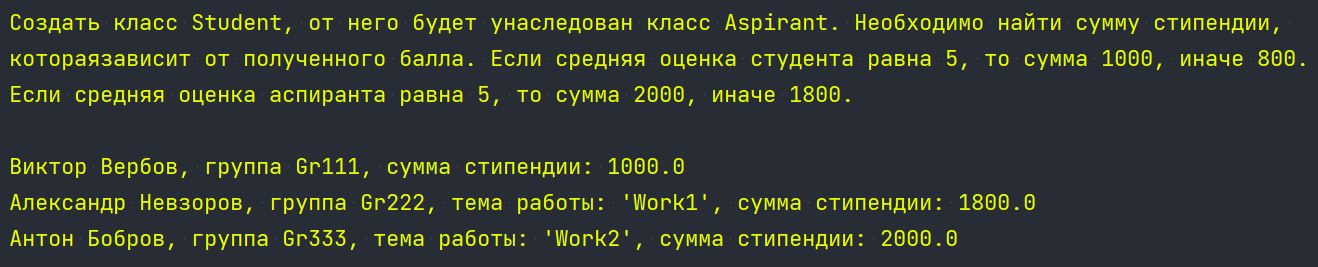 Создать класс Student, от него будет унаследован класс Aspirant. Необходимо найти сумму стипендии,
котораязависит от полученного балла. Если средняя оценка студента равна 5, то сумма 1000, иначе 800.
Если средняя оценка аспиранта равна 5, то сумма 2000, иначе 1800.
Виктор Вербов, группа Gr111, сумма стипендии: 1000.0
Александр Невзоров, группа Gr222, тема работы: 'Work1', сумма стипендии: 1800.0
Антон Бобров, группа Gr333, тема работы: 'Work2', сумма стипендии: 2000.0